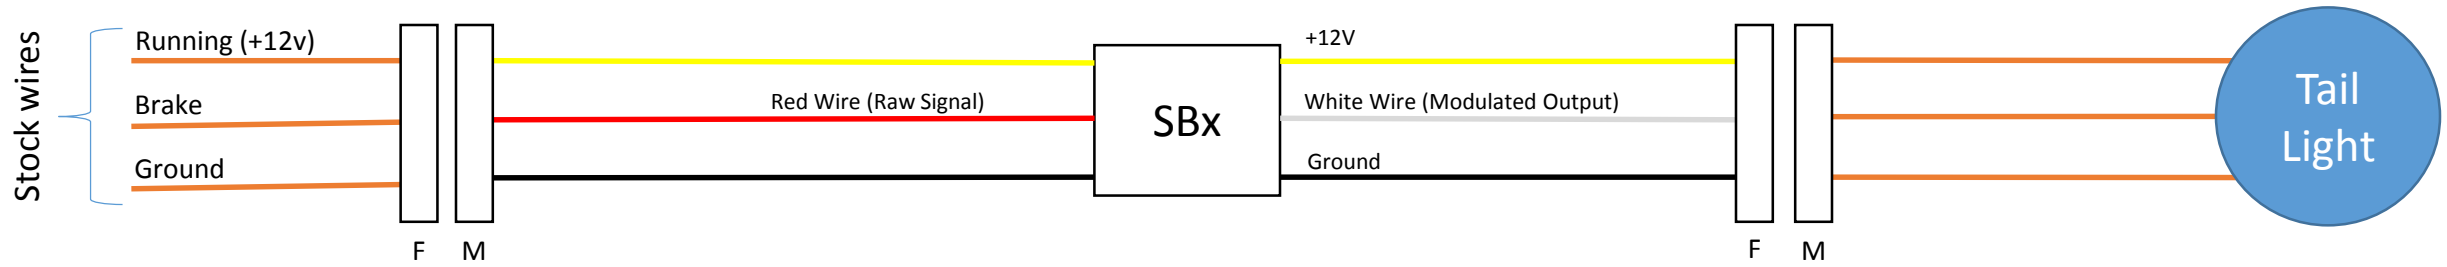 Stock wires
Running (+12v)
Brake
Ground
F
M
Red Wire (Raw Signal)
SBx
+12V
White Wire (Modulated Output)
Ground
F
M
Tail
Light